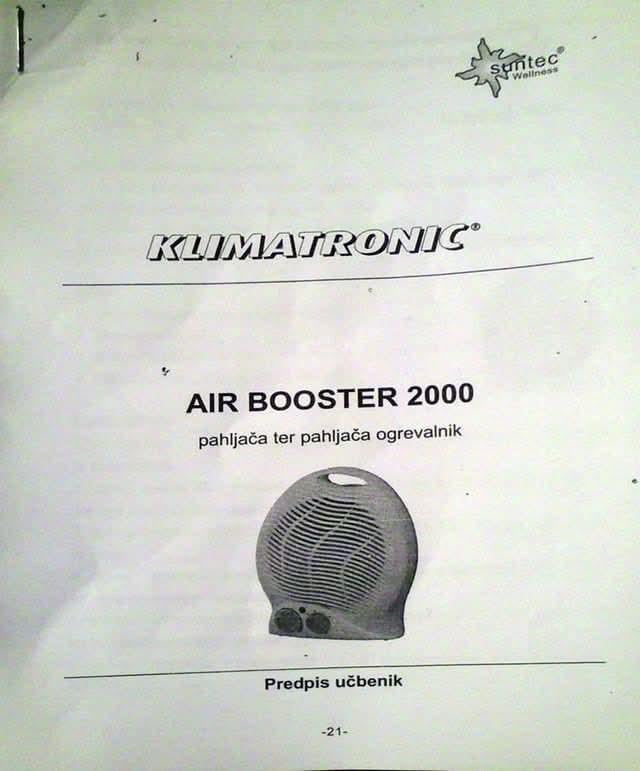 suntec®
Wellness
KLIMATRONIC®
AIR BOOSTER 2000
pahljača ter pahljača ogrevalnik
Predpis učbenik
-21-